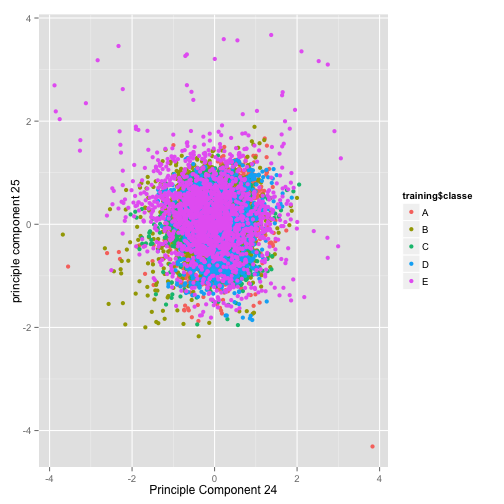 4
2
0
-2
-4
-4
-2
0
2
4
Principle Component 24
principle component 25
training$classe
A
B
C
D
E